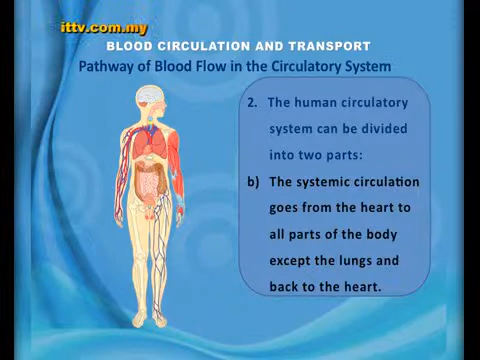 ittv.com.my
BLOOD CIRCULATION AND TRANSPORT
Pathway of Blood Flow in the Circulatory System
2. The human circulatory
system can be divided
into two parts:
b) The systemic circulation
goes from the heart to
all parts of the body
except the lungs and
back to the heart.